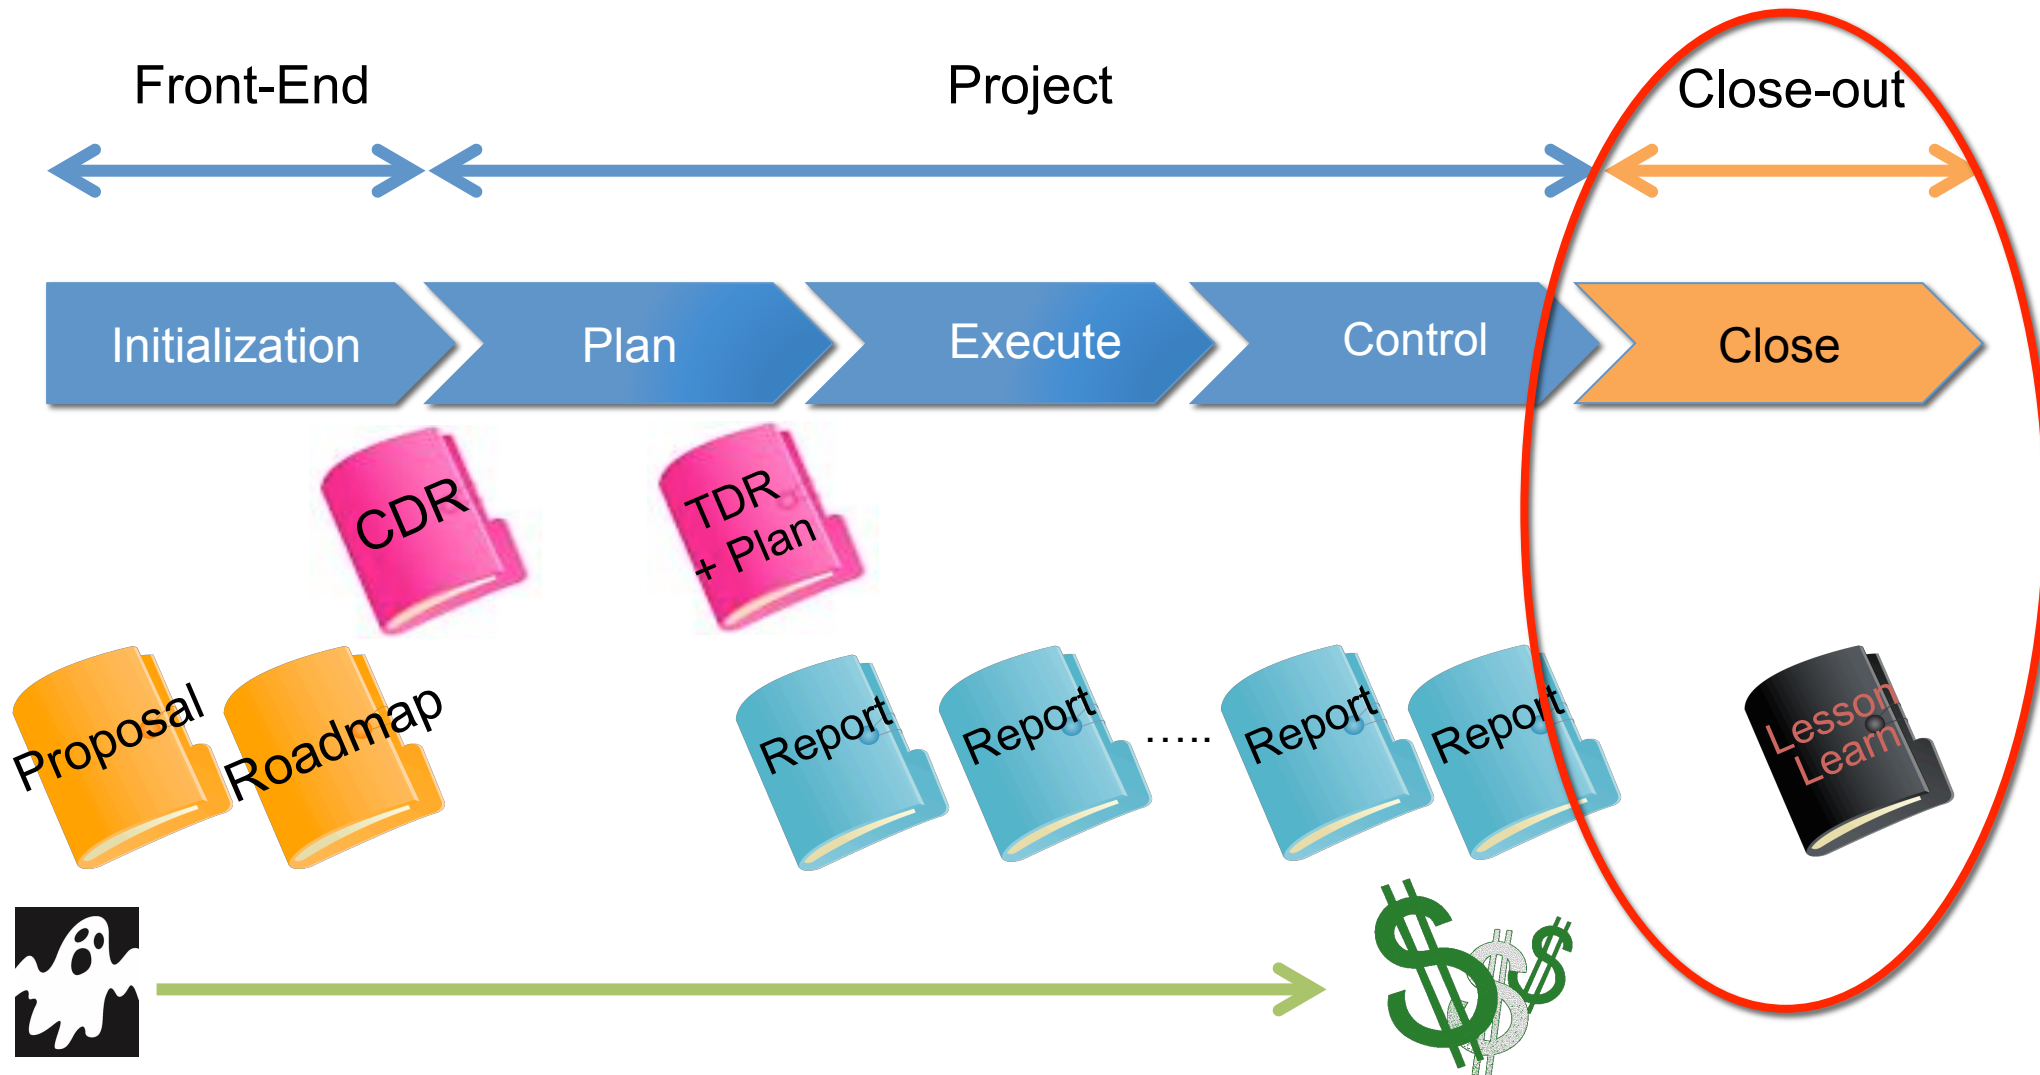 Front-End
Project
Close-out
Initialization
Plan
Execute
Control
Close
CDR
TDR
+ Plan
Proposal
Roadmap
Report
Report
.....
Report
Report
Lesson
Learn